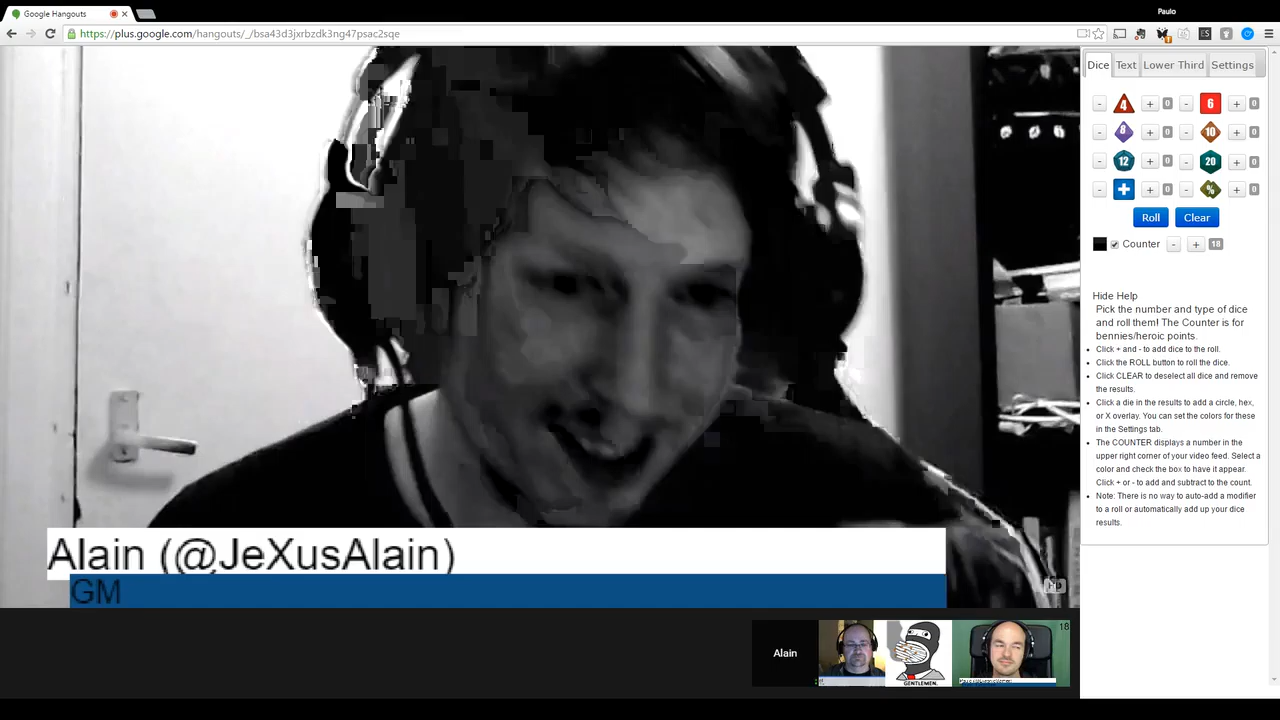 Google Hangouts
Paulo
https://plus.google.com/hangouts/_/bsa43d3jxrbzdk3ng47psac2sqe
ES
Dice Text Lower Third Settings
- 4 + 0 - 6 + 0
- 8 + 0 - 10 + 0
- 12 + 0 - 20 + 0
- + + 0 - % + 0
Roll Clear
Counter - + 18
Hide Help
Pick the number and type of dice
and roll them! The Counter is for
bennies/heroic points.
Click + and - to add dice to the roll.
Click the ROLL button to roll the dice.
Click CLEAR to deselect all dice and remove
the results.
Click a die in the results to add a circle, hex,
or X overlay. You can set the colors for these
in the Settings tab.
The COUNTER displays a number in the
upper right corner of your video feed. Select a
color and check the box to have it appear.
Click + or - to add and subtract to the count.
Note: There is no way to auto-add a modifier
to a roll or automatically add up your dice
results.
Alain (@JeXusAlain)
GM
HD
Alain
GENTLEMEN.
18